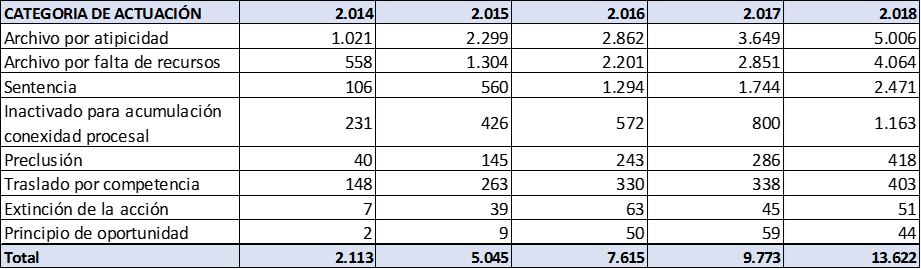 CATEGORIA DE ACTUACIÓN 2.014 2.015 2.016 2.017 2.018
Archivo por atipicidad 1.021 2.299 2.862 3.649 5.006
Archivo por falta de recursos 558 1.304 2.201 2.851 4.064
Sentencia 106 560 1.294 1.744 2.471
Inactivado para acumulación
conexidad procesal 231 426 572 800 1.163
Preclusión 40 145 243 286 418
Traslado por competencia 148 263 330 338 403
Extinción de la acción 7 39 63 45 51
Principio de oportunidad 2 9 50 59 44
Total 2.113 5.045 7.615 9.773 13.622